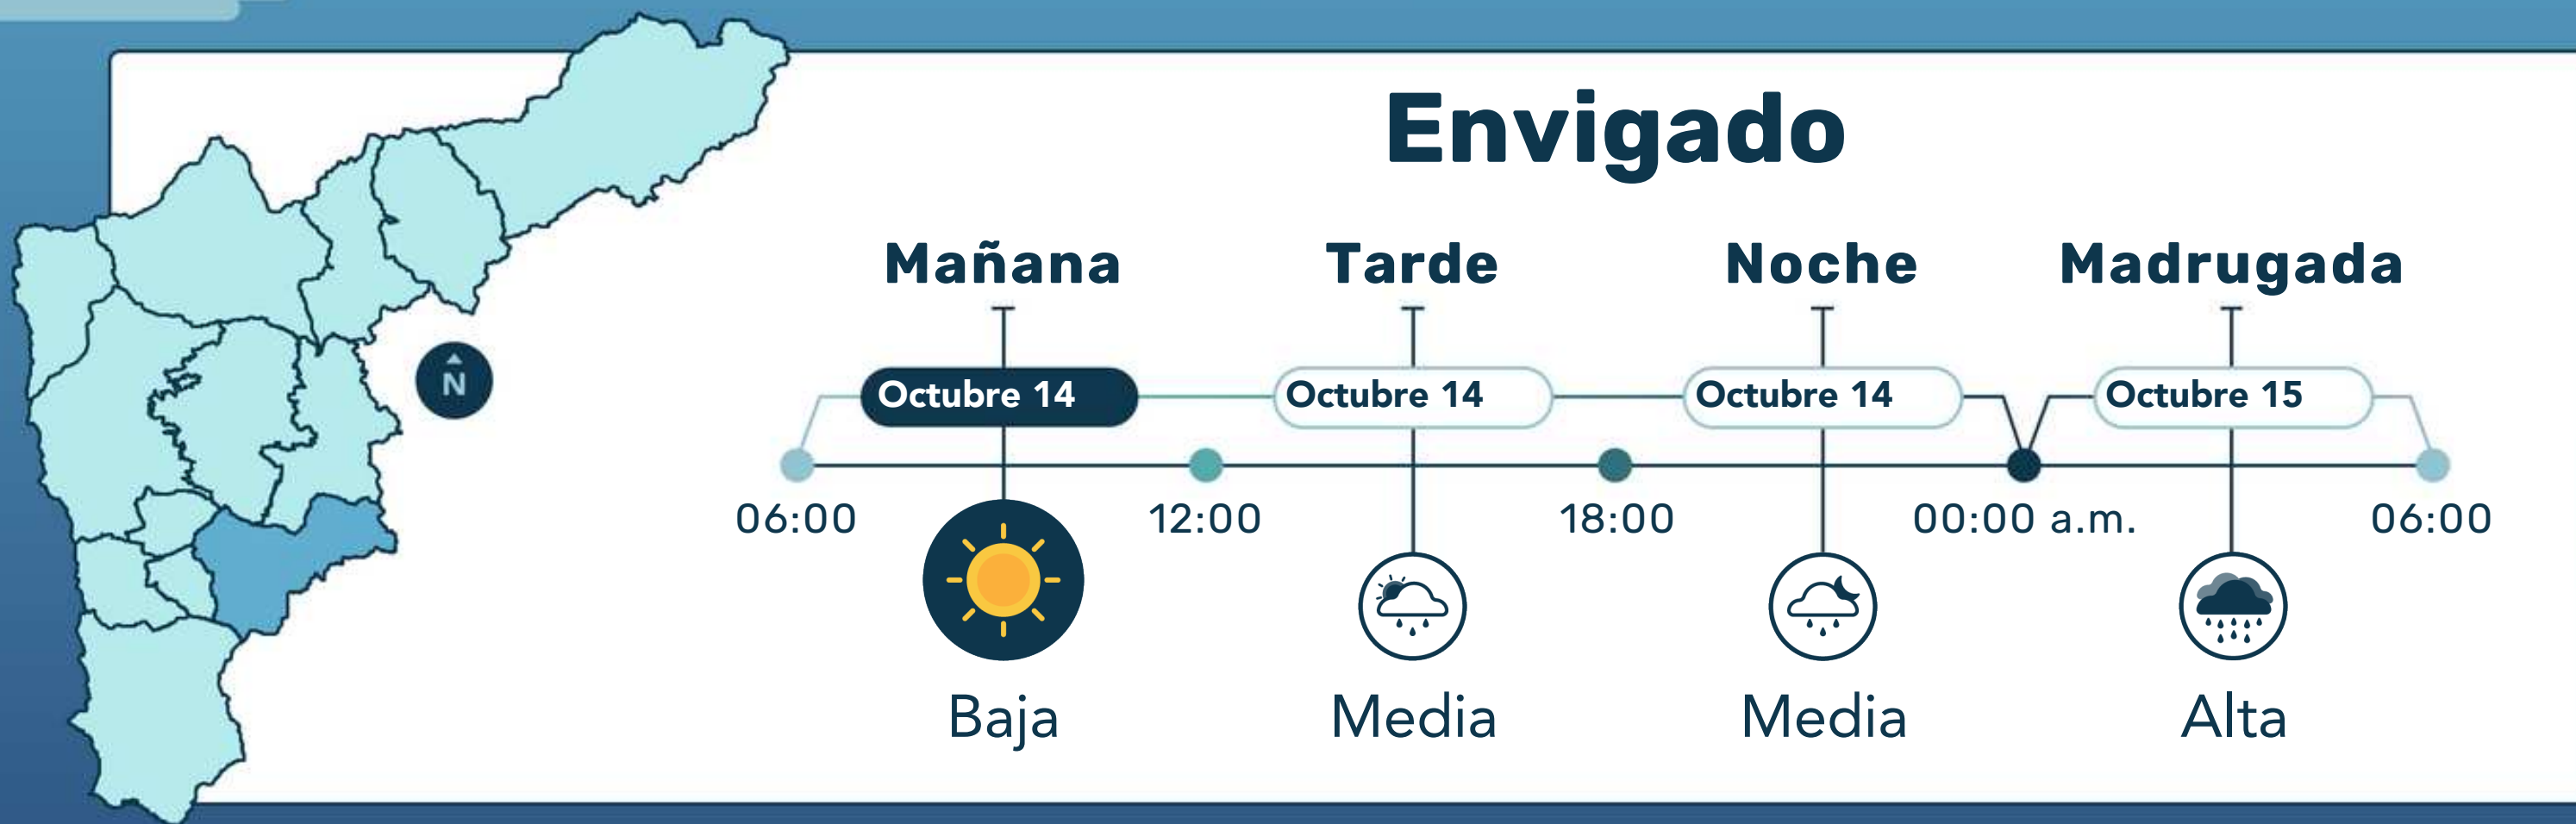 Envigado
Mañana Tarde Noche Madrugada
N
Octubre 14 Octubre 14 Octubre 14 Octubre 15
06:00 12:00 18:00 00:00 a.m. 06:00
Baja Media Media Alta